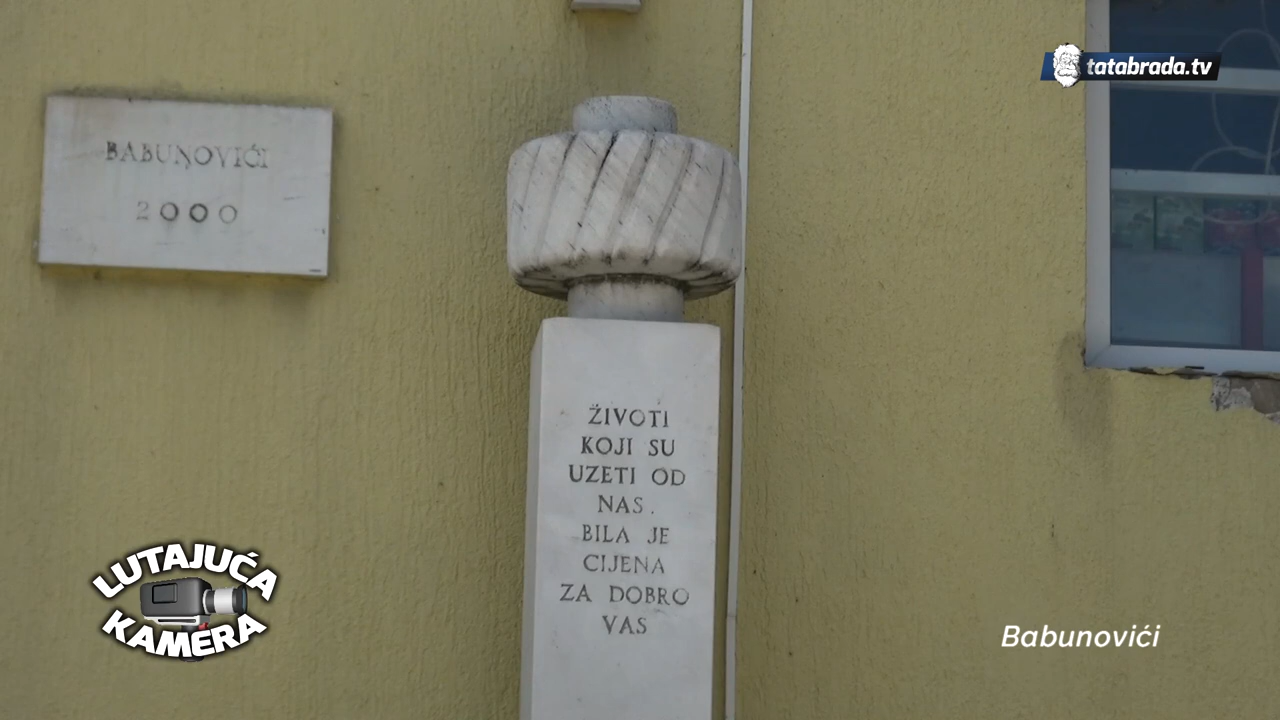 tatabrada.tv
BABUNOVIĆI
2000
ŽIVOTI
KOJI SU
UZETI OD
NAS.
BILA JE
CIJENA
ZA DOBRO
VAS
LUTAJUĆA
KAMERA
Babunovići